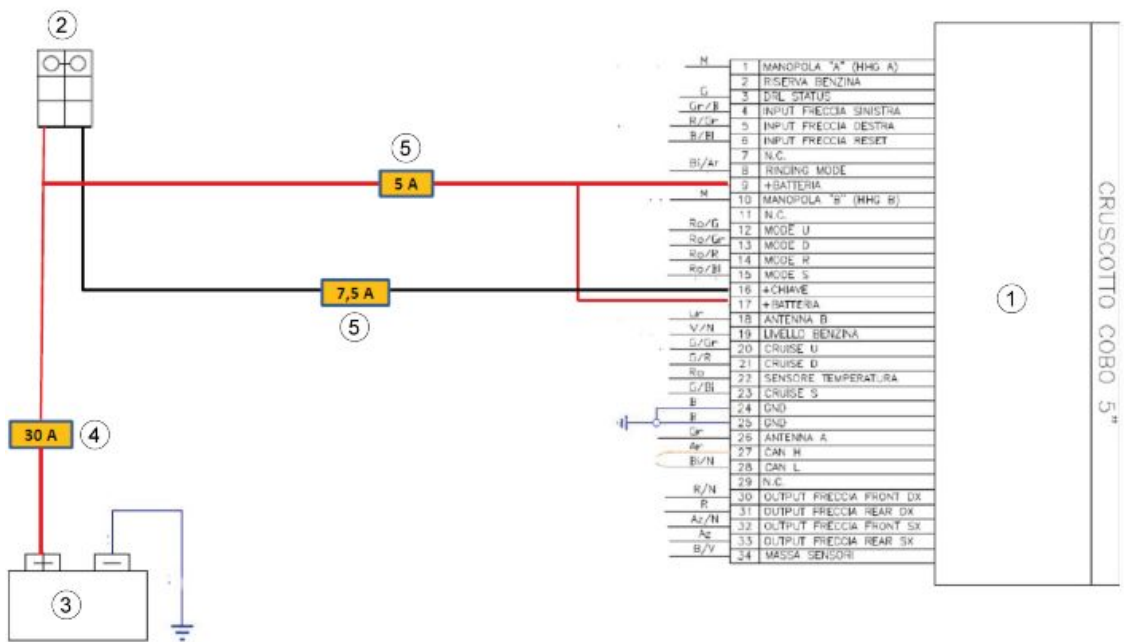 2
5
5 A
7,5 A
5
30 A
4
3
M
G
Gr/B
R/Gr
B/Bl
Bi/Ar
M
Ro/G
Ro/Gr
Ro/R
Ro/Bl
V/N
G/Gr
G/R
Ro
G/Bi
B
B
Gr
Ar
Bi/N
R/N
R
Az/N
Az
B/V
1 MANOPOLA "A" (HHG A)
2 RISERVA BENZINA
3 DRL STATUS
4 INPUT FRECCIA SINISTRA
5 INPUT FRECCIA DESTRA
6 INPUT FRECCIA RESET
7 N.C.
8 RINDING MODE
9 +BATTERIA
10 MANOPOLA "B" (HHG B)
11 N.C.
12 MODE U
13 MODE D
14 MODE R
15 MODE S
16 +CHIAVE
17 +BATTERIA
18 ANTENNA B
19 LIVELLO BENZINA
20 CRUISE U
21 CRUISE D
22 SENSORE TEMPERATURA
23 CRUISE S
24 GND
25 GND
26 ANTENNA A
27 CAN H
28 CAN L
29 N.C.
30 OUTPUT FRECCIA FRONT DX
31 OUTPUT FRECCIA REAR DX
32 OUTPUT FRECCIA FRONT SX
33 OUTPUT FRECCIA REAR SX
34 MASSA SENSORI
1
CRUSCOTTO COBO 5"